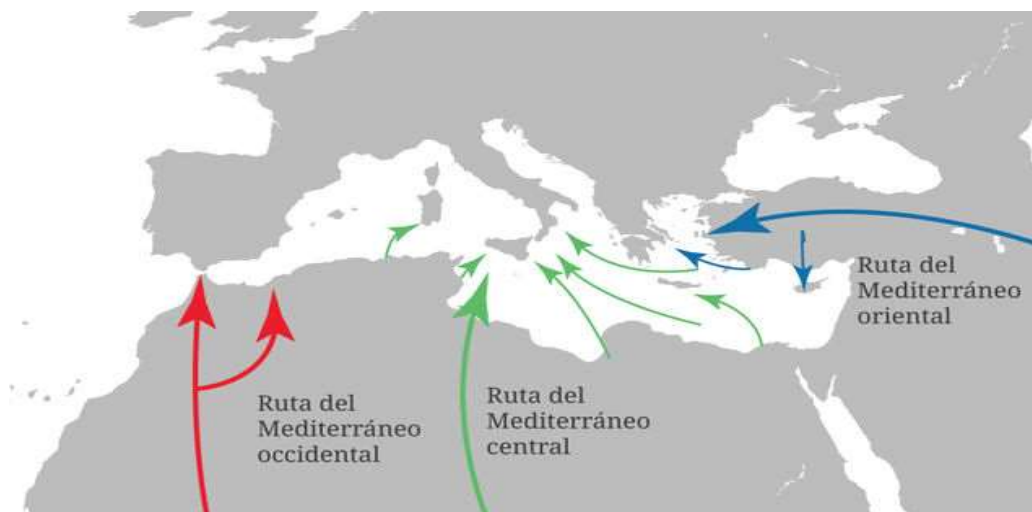 Ruta del
Mediterráneo
occidental
Ruta del
Mediterráneo
central
Ruta del
Mediterráneo
oriental